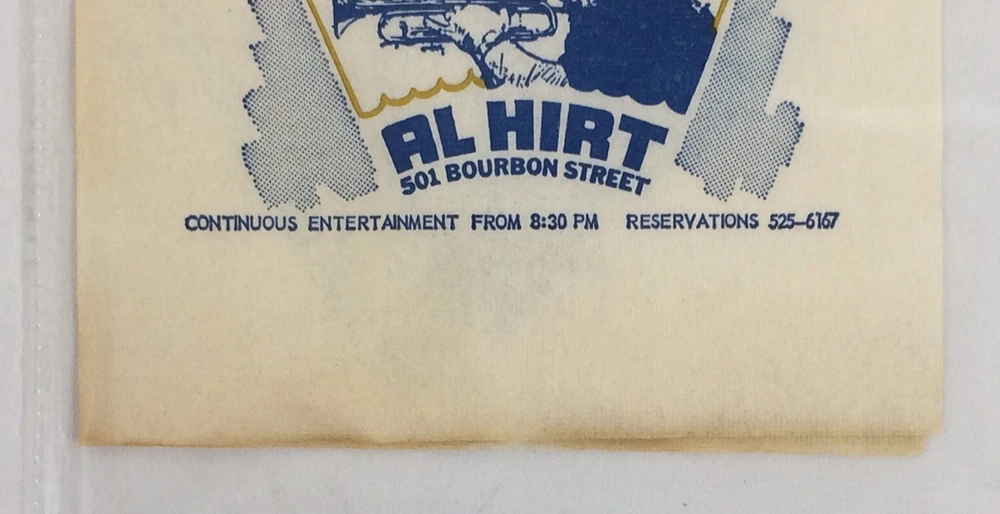 AL HIRT
501 BOURBON STREET
CONTINUOUS ENTERTAINMENT FROM 8:30 PM RESERVATIONS 525-6167